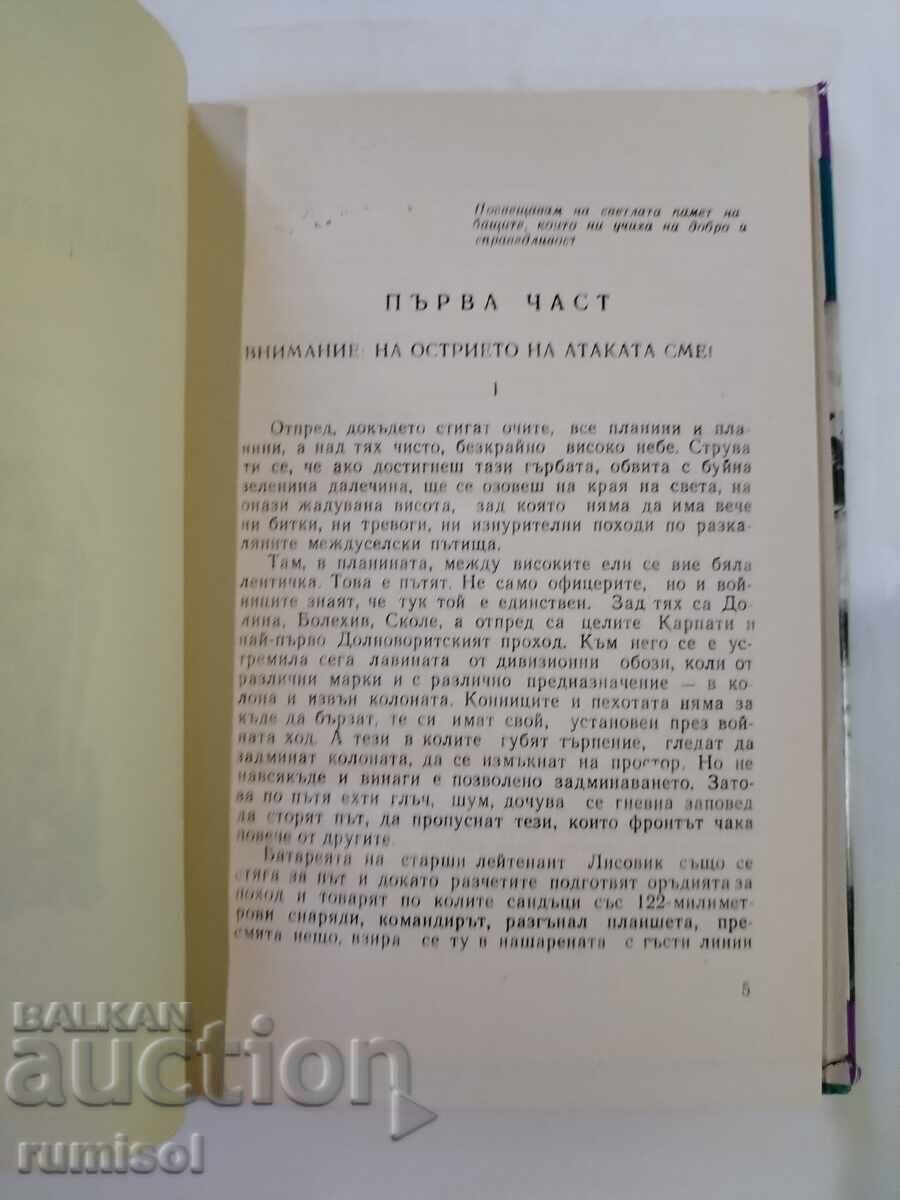 Посвещавам на светлата памет на
бащите, които ни учиха на добро и
справедливост
ПЪРВА ЧАСТ
ВНИМАНИЕ: НА ОСТРИЕТО НА АТАКАТА СМЕ!
I
Отпред, докъдето стигат очите, все планини и пла-
нини, а над тях чисто, безкрайно високо небе. Струва
ти се, че ако достигнеш тази гърбата, обвита с буйна
зеленина далечина, ще се озовеш на края на света, на
онази жадувана висота, зад която няма да има вече
ни битки, ни тревоги, ни изнурителни походи по разка-
ляните междуселски пътища.
Там, в планината, между високите ели се вие бяла
лентичка. Това е пътят. Не само офицерите, но и вой-
ниците знаят, че тук той е единствен. Зад тях са До-
лина, Болехив, Сколе, а отпред са целите Карпати и
най-първо Долноворитският проход. Към него се е ус-
тремила сега лавината от дивизионни обози, коли от
различни марки и с различно предназначение — в ко-
лона и извън колоната. Конниците и пехотата няма за
къде да бързат, те си имат свой, установен през вой-
ната ход. А тези в колите губят търпение, гледат да
задминат колоната, да се измъкнат на простор. Но не
навсякъде и винаги е позволено задминаването. Зато-
ва по пътя ехти глъч, шум, дочува се гневна заповед
да сторят път, да пропуснат тези, които фронтът чака
повече от другите.
Батареята на старши лейтенант Лисовик също се
стяга за път и докато разчетите подготвят оръдията за
поход и товарят по колите сандъци със 122-милимет-
рови снаряди, командирът, разгънал планшета, пре-
смята нещо, взира се ту в нашарената с гъсти линии
5
BALKAN
auction
rumisol